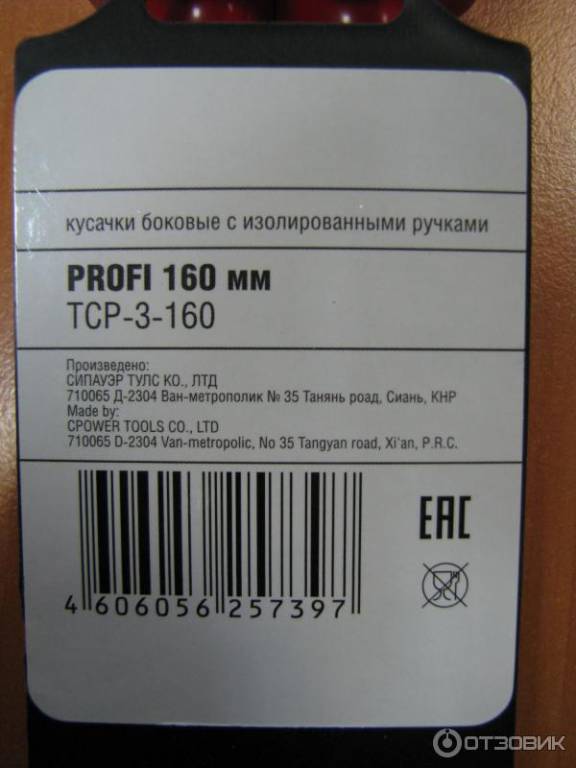 кусачки боковые с изолированными ручками
PROFI 160 мм
TCP-3-160
Произведено:
СИПАУЭР ТУЛС КО., ЛТД
710065 Д-2304 Ван-метрополик № 35 Танянь роад, Сиань, КНР
Made by:
CPOWER TOOLS CO., LTD
710065 D-2304 Van-metropolic, No 35 Tangyan road, Xi'an, P.R.C.
EAC
4 606056 257397
ОТЗОВИК